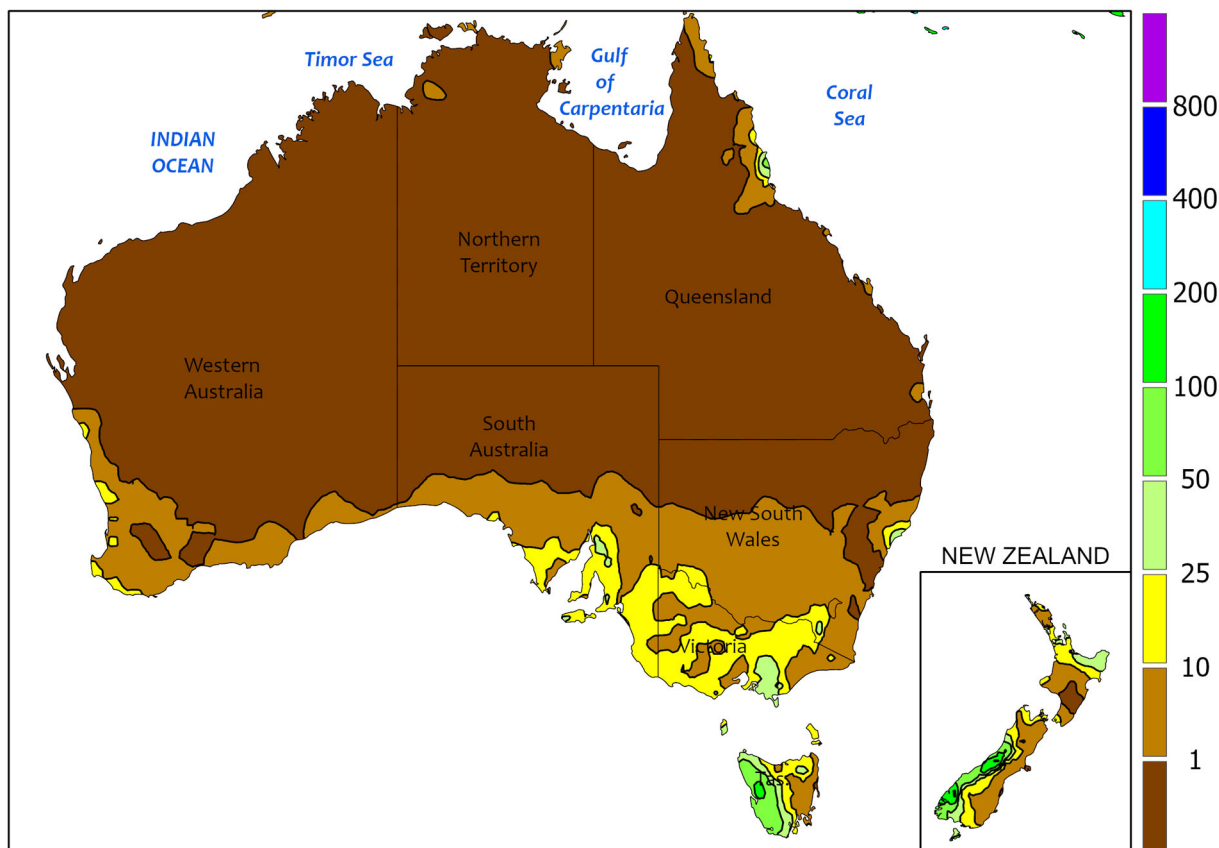 Timor Sea
Gulf
of
Carpentaria
Coral
Sea
INDIAN
OCEAN
Northern
Territory
Queensland
Western
Australia
South
Australia
New South
Wales
Victoria
Tas
NEW ZEALAND
800
400
200
100
50
25
10
1